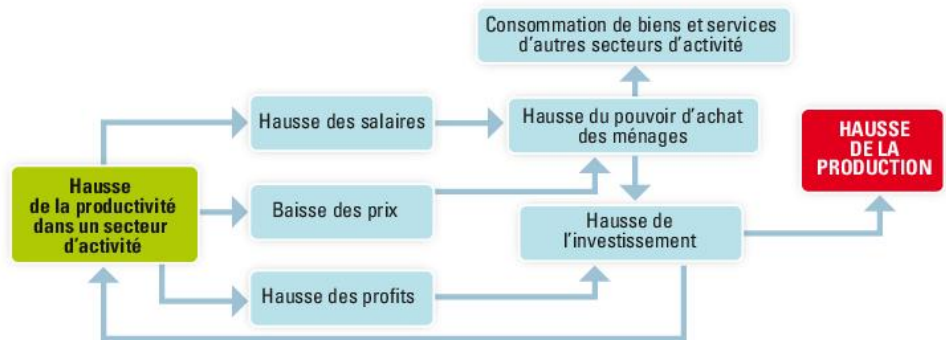 Consommation de biens et services
d'autres secteurs d'activité
Hausse des salaires
Hausse du pouvoir d'achat
des ménages
HAUSSE
DE LA
PRODUCTION
Hausse
de la productivité
dans un secteur
d'activité
Baisse des prix
Hausse de
l'investissement
Hausse des profits